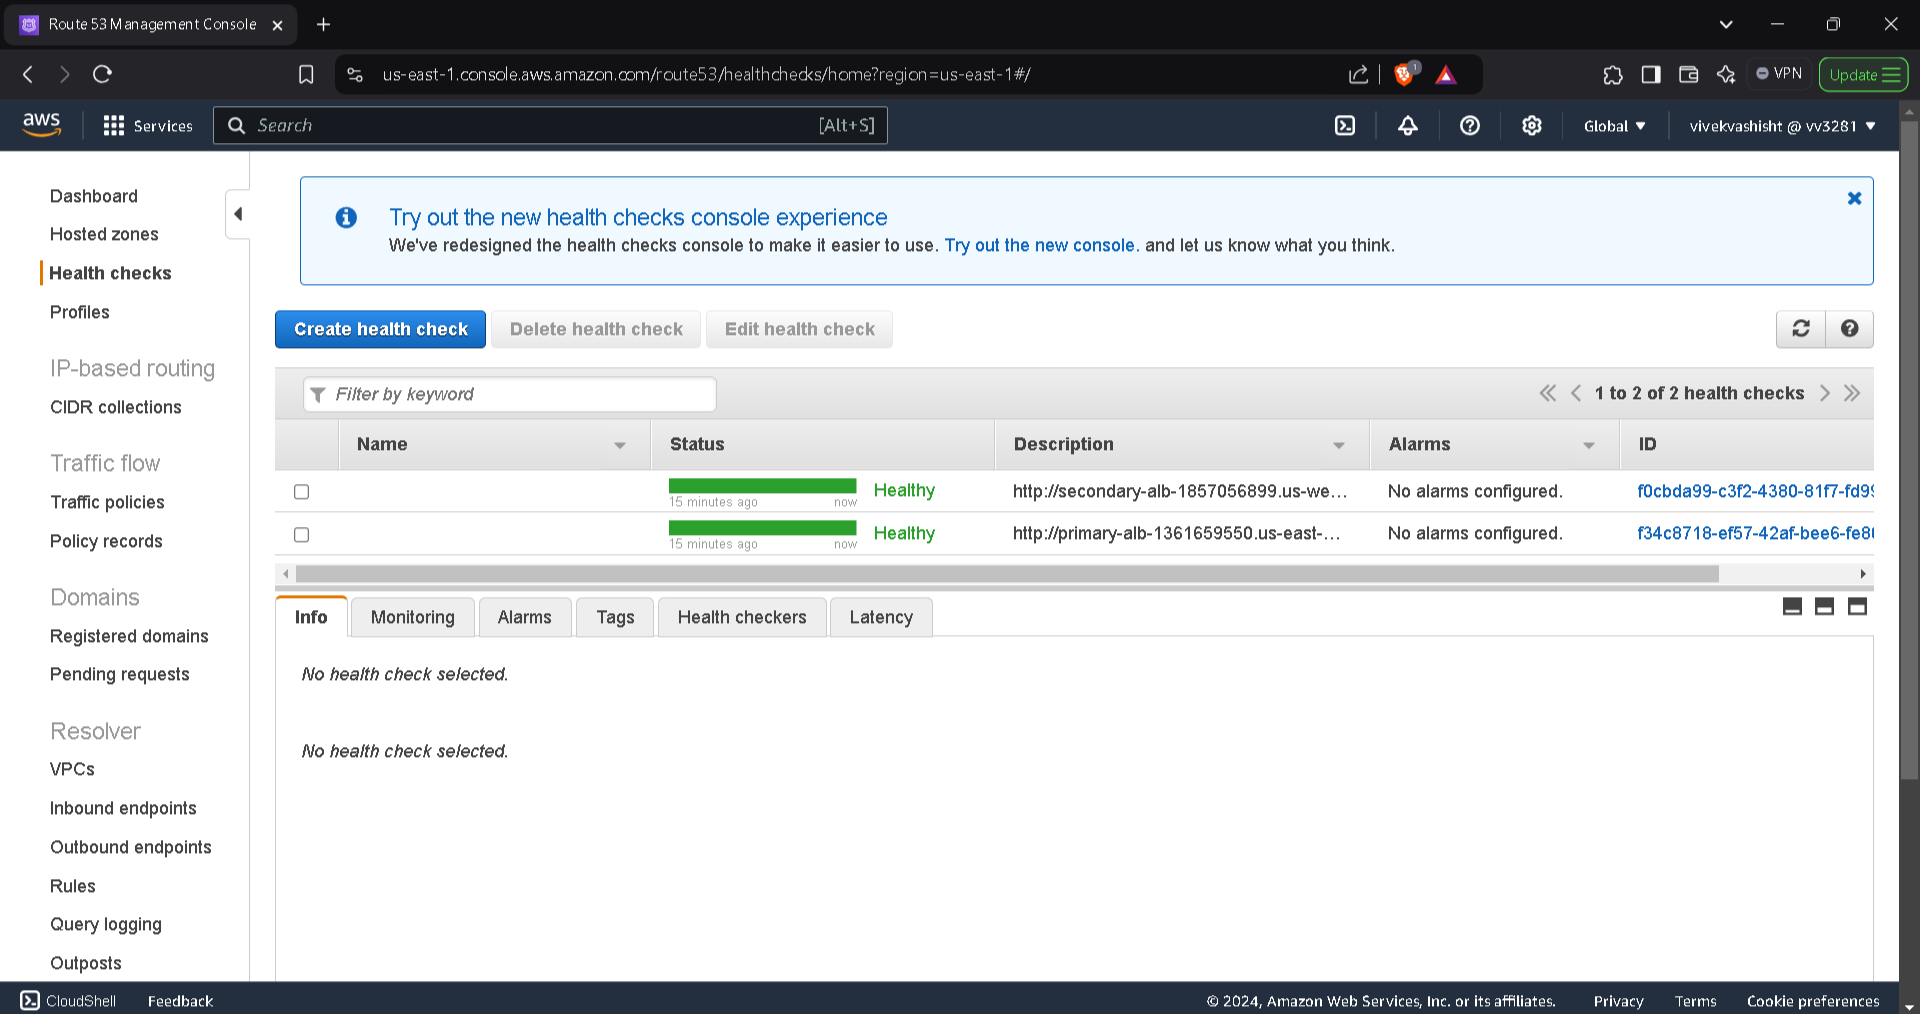 Route 53 Management Console
us-east-1.console.aws.amazon.com/route53/healthchecks/home?region=us-east-1#/
1
VPN
Update
aws
Services
Search
[Alt+S]
Global
vivekvashisht @ vv3281
Dashboard
Hosted zones
Health checks
Profiles
IP-based routing
CIDR collections
Traffic flow
Traffic policies
Policy records
Domains
Registered domains
Pending requests
Resolver
VPCs
Inbound endpoints
Outbound endpoints
Rules
Query logging
Outposts
Try out the new health checks console experience
We've redesigned the health checks console to make it easier to use. Try out the new console. and let us know what you think.
Create health check
Delete health check
Edit health check
Filter by keyword
1 to 2 of 2 health checks
Name
Status
Description
Alarms
ID
15 minutes ago
now
Healthy
http://secondary-alb-1857056899.us-we...
No alarms configured.
f0cbda99-c3f2-4380-81f7-fd99
15 minutes ago
now
Healthy
http://primary-alb-1361659550.us-east-...
No alarms configured.
f34c8718-ef57-42af-bee6-fe8
Info
Monitoring
Alarms
Tags
Health checkers
Latency
No health check selected.
No health check selected.
CloudShell
Feedback
© 2024, Amazon Web Services, Inc. or its affiliates.
Privacy
Terms
Cookie preferences